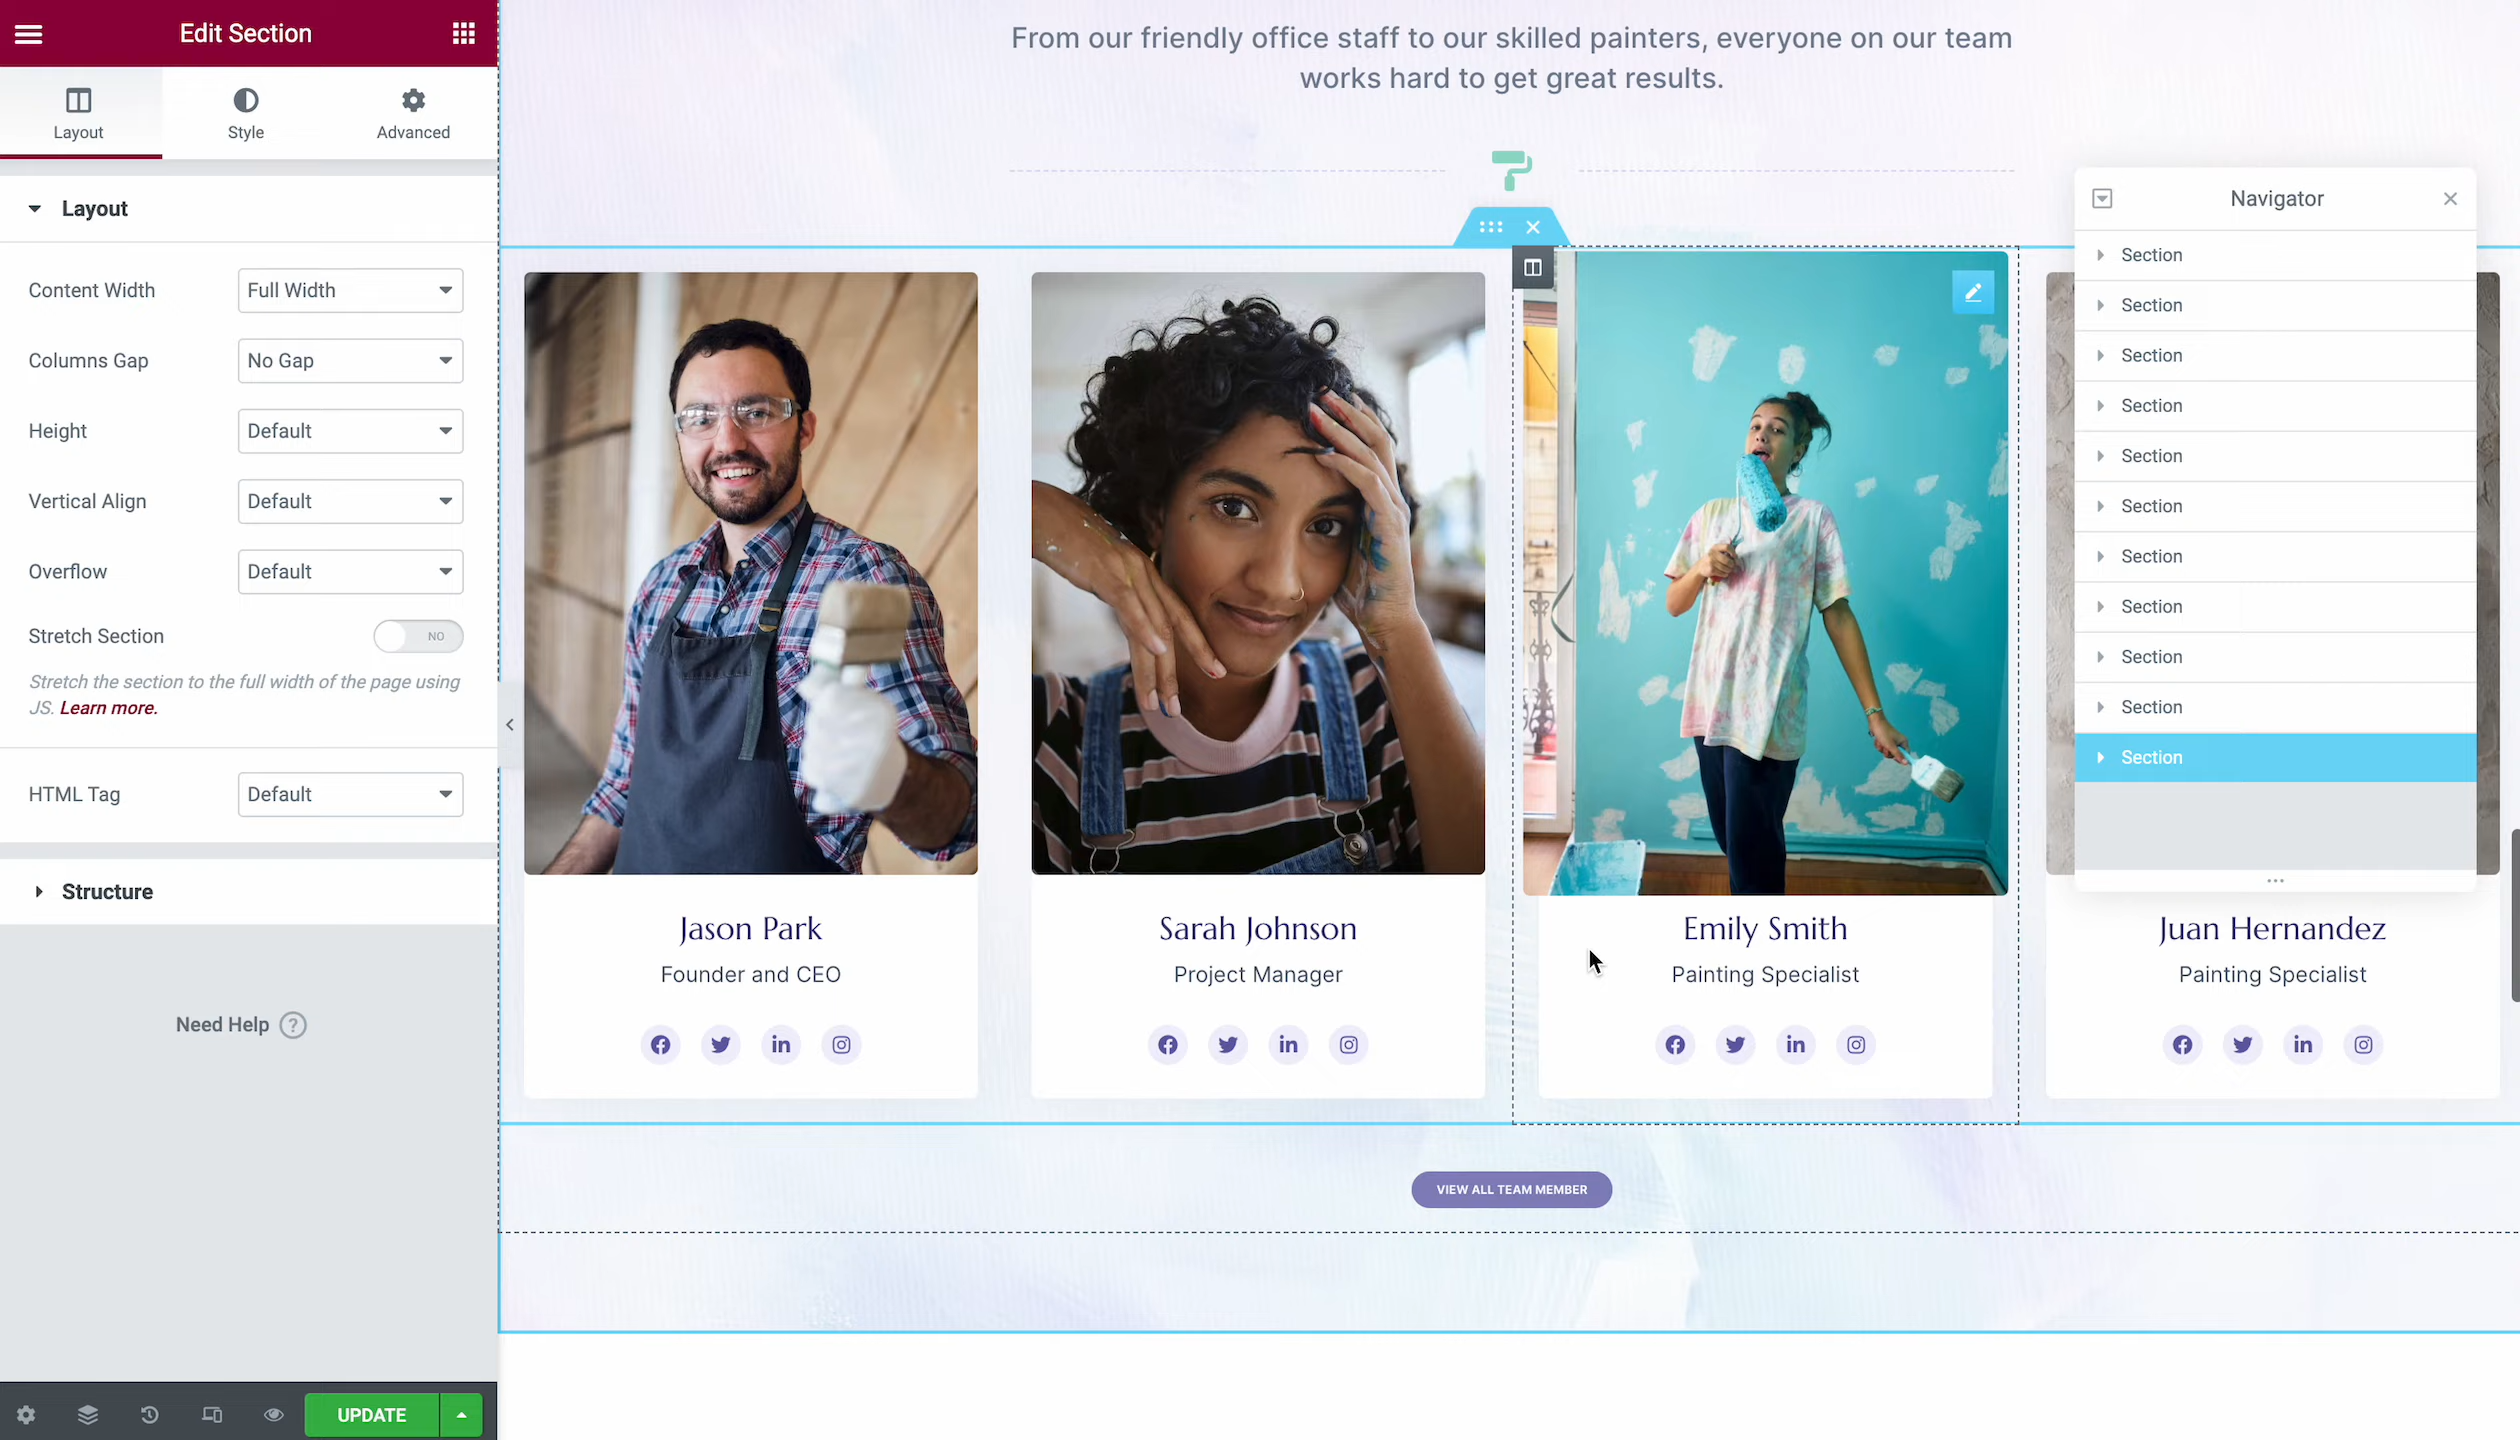 Edit Section
Layout
Style
Advanced
Layout
Content Width
Full Width
Columns Gap
No Gap
Height
Default
Vertical Align
Default
Overflow
Default
Stretch Section
NO
Stretch the section to the full width of the page using
JS. Learn more.
HTML Tag
Default
Structure
Need Help
?
UPDATE
From our friendly office staff to our skilled painters, everyone on our team
works hard to get great results.
Jason Park
Founder and CEO
Sarah Johnson
Project Manager
Emily Smith
Painting Specialist
Juan Hernandez
Painting Specialist
VIEW ALL TEAM MEMBER
Navigator
Section
Section
Section
Section
Section
Section
Section
Section
Section
Section
Section